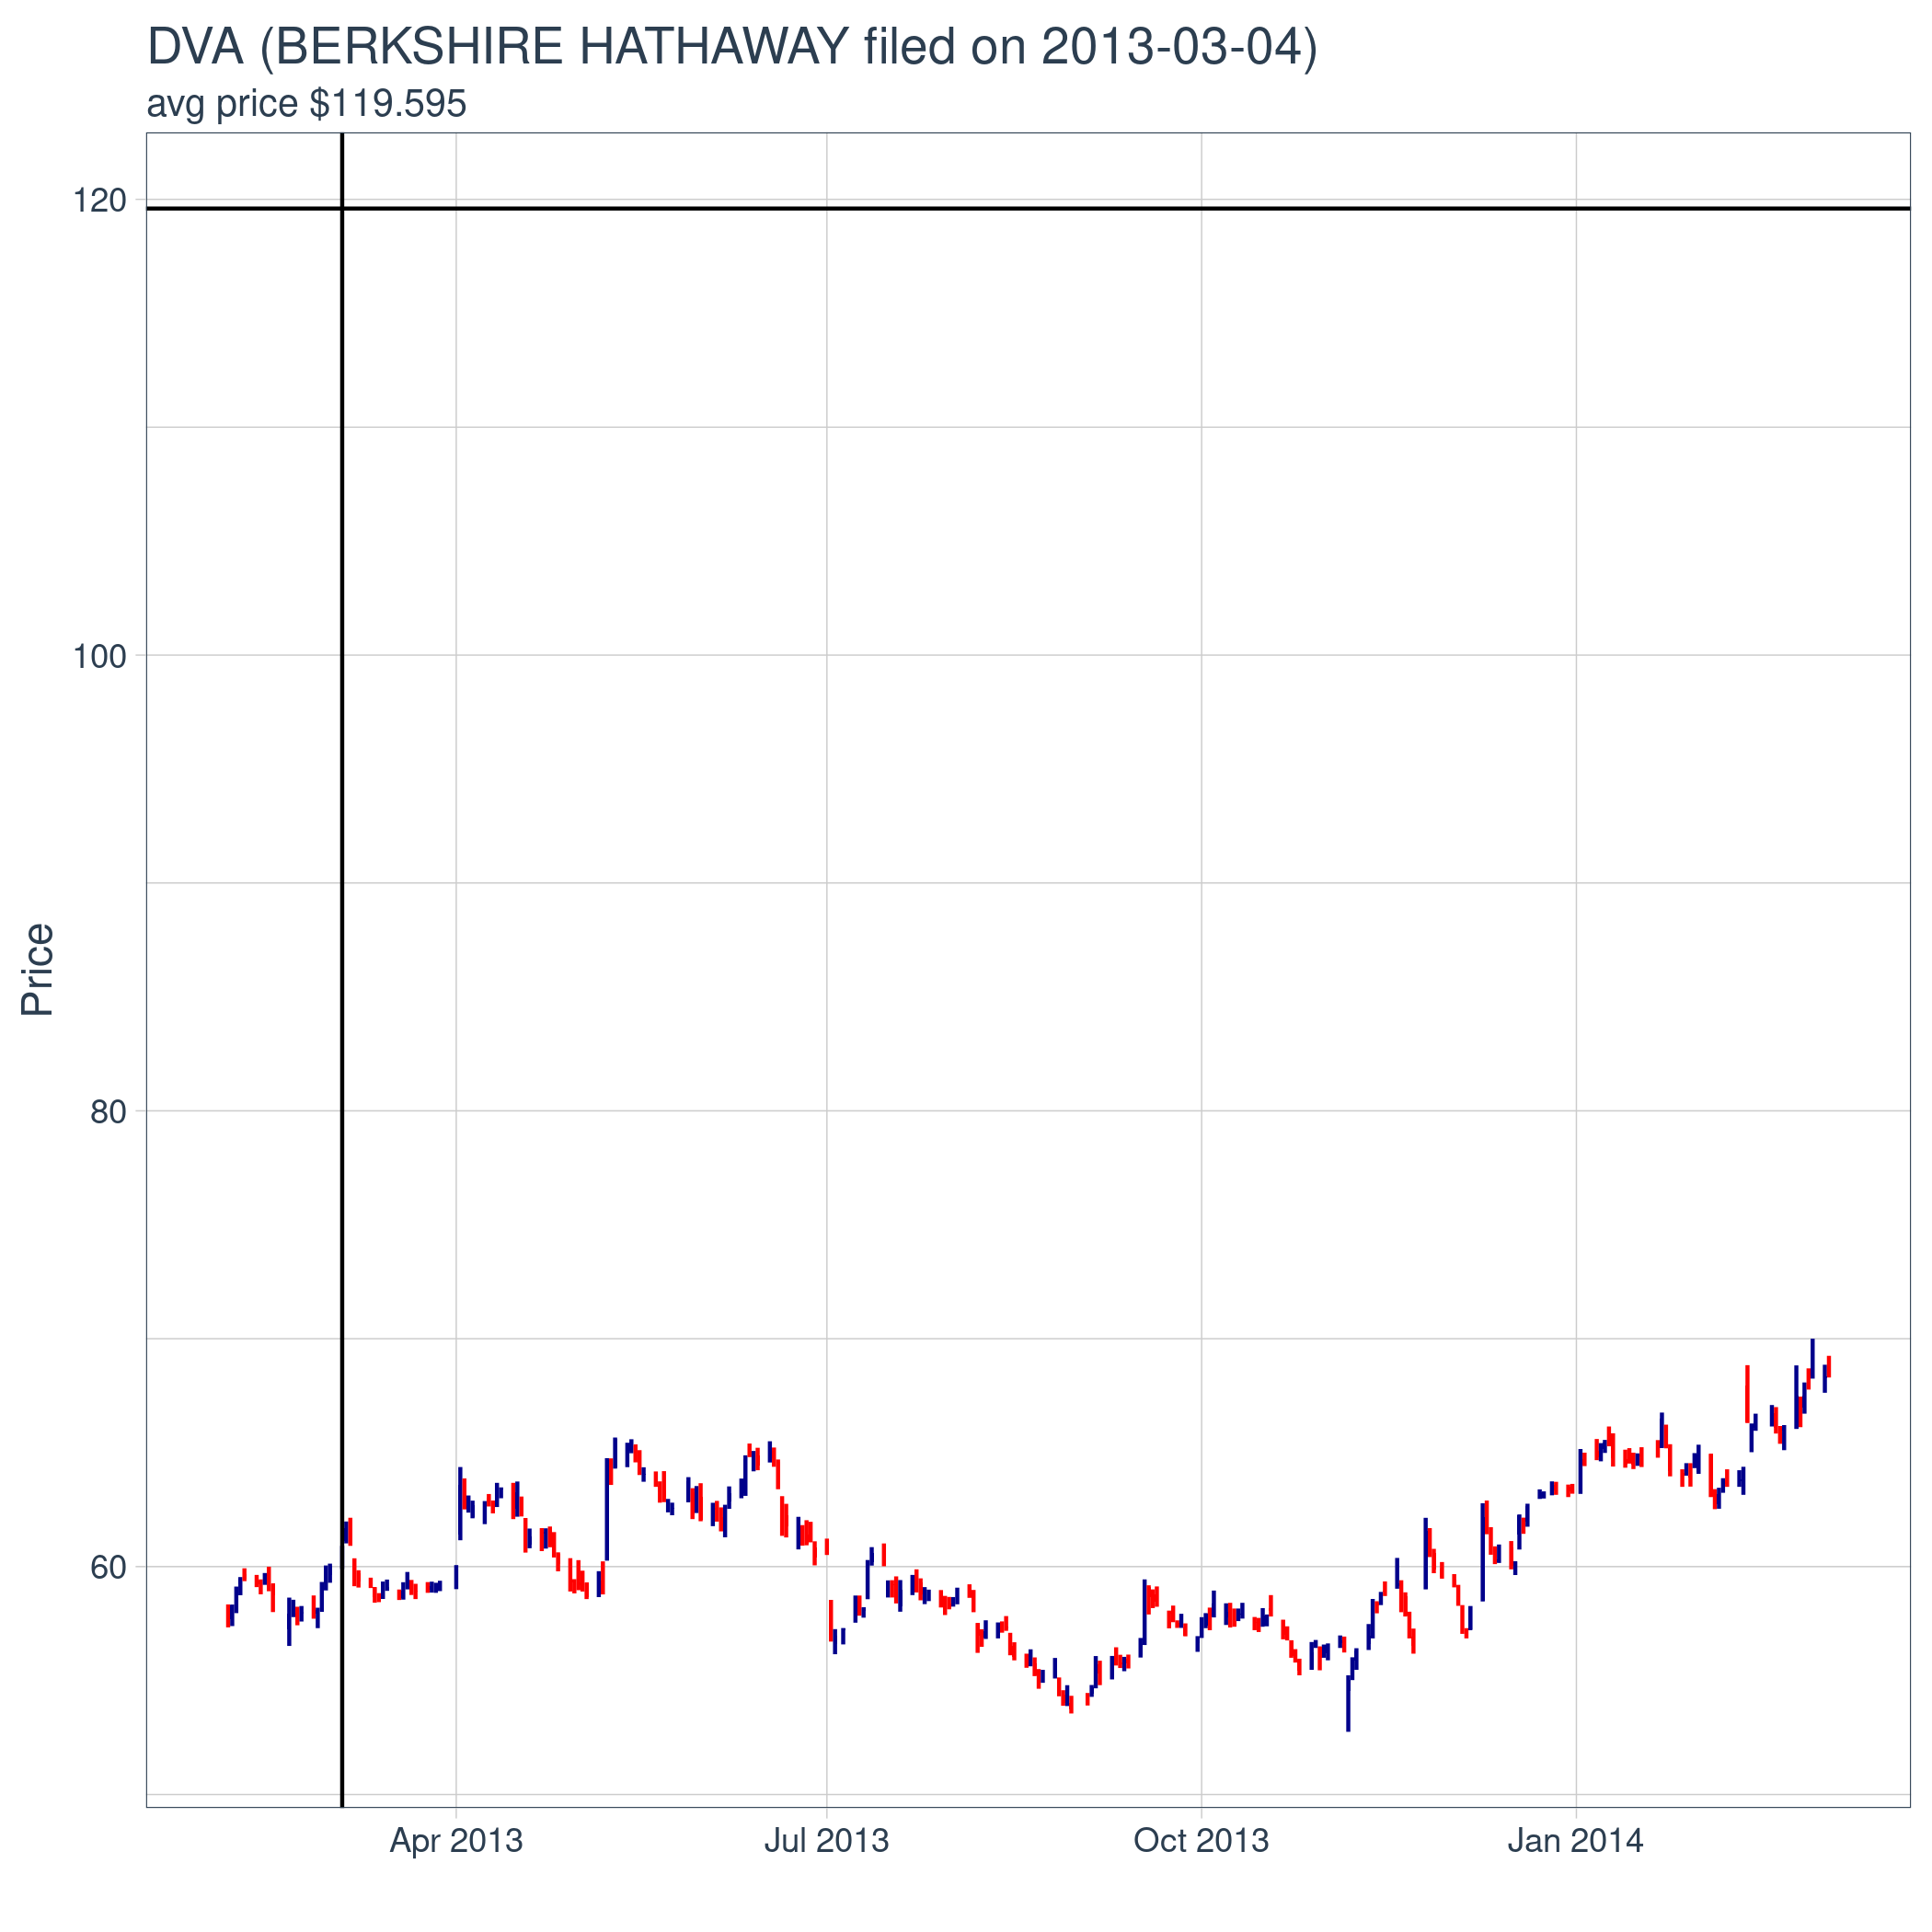 DVA (BERKSHIRE HATHAWAY filed on 2013-03-04)
avg price $119.595
120
100
80
60
Price
Apr 2013
Jul 2013
Oct 2013
Jan 2014